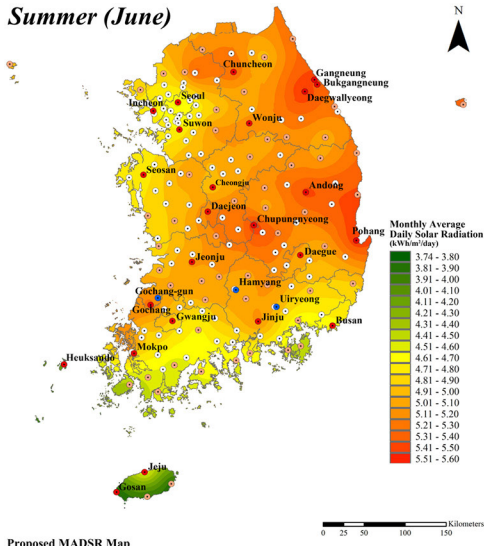 Summer (June)
N
Chuncheon
Gangneung
Bukgangneung
Daegwallyeong
Seoul
Incheon
Wonju
Suwon
Seosan
Cheongju
Andong
Daejeon
Chupungnyeong
Pohang
Daegue
Jeonju
Hamyang
Gochang-gun
Uiryeong
Gochang
Gwangju
Jinju
Busan
Mokpo
Heuksando
Jeju
Gosan
Monthly Average
Daily Solar Radiation
(kWh/m²/day)
3.74 - 3.80
3.81 - 3.90
3.91 - 4.00
4.01 - 4.10
4.11 - 4.20
4.21 - 4.30
4.31 - 4.40
4.41 - 4.50
4.51 - 4.60
4.61 - 4.70
4.71 - 4.80
4.81 - 4.90
4.91 - 5.00
5.01 - 5.10
5.11 - 5.20
5.21 - 5.30
5.31 - 5.40
5.41 - 5.50
5.51 - 5.60
Kilometers
0 25 50 100 150
Proposed MADSR Map